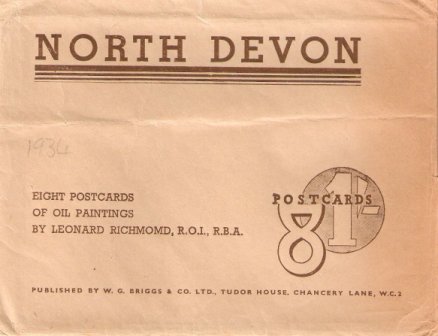 NORTH DEVON
1934
EIGHT POSTCARDS
OF OIL PAINTINGS
BY LEONARD RICHMOMD, R.O.I., R.B.A.
POSTCARDS
8 1/-
PUBLISHED BY W. G. BRIGGS & CO. LTD., TUDOR HOUSE, CHANCERY LANE, W.C.2